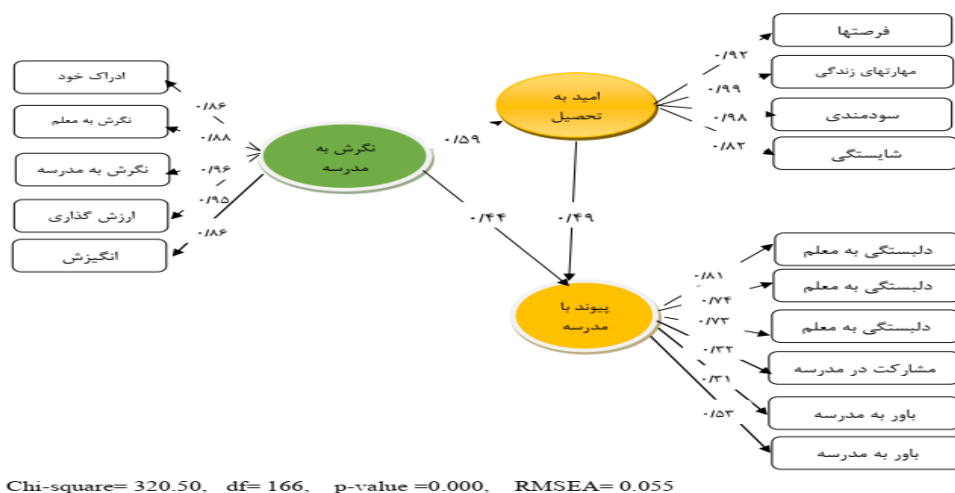 ادراک خود
نگرش به معلم
نگرش به مدرسه
ارزش گذاری
انگیزش
۰/۸۶
۰/۸۸
۰/۹۶
۰/۹۵
۰/۸۶
نگرش به
مدرسه
۰/۵۹
۰/۴۴
امید به
تحصیل
۰/۴۹
۰/۹۲
۰/۹۹
۰/۹۸
۰/۸۲
فرصتها
مهارتهای زندگی
سودمندی
شایستگی
پیوند با
مدرسه
۰/۸۱
۰/۷۴
۰/۷۳
۰/۳۲
۰/۳۱
۰/۵۳
دلبستگی به معلم
دلبستگی به معلم
دلبستگی به معلم
مشارکت در مدرسه
باور به مدرسه
باور به مدرسه
Chi-square= 320.50, df= 166, p-value =0.000, RMSEA= 0.055